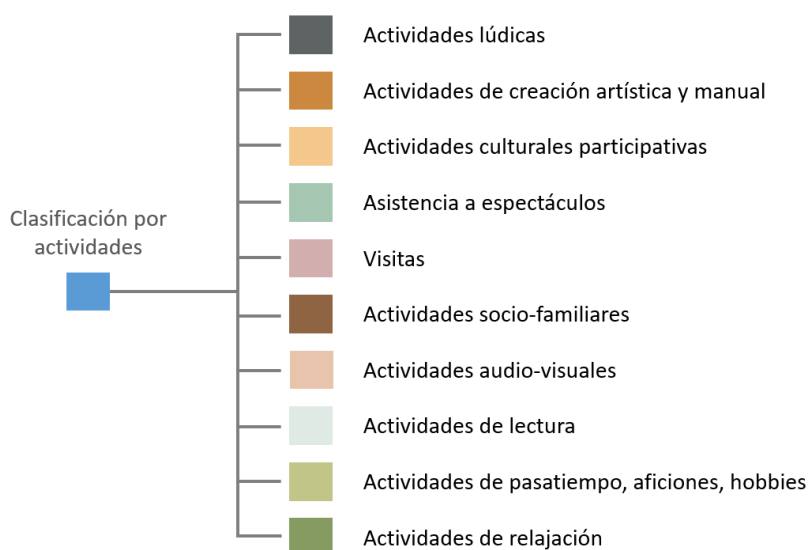 Clasificación por
actividades
Actividades lúdicas
Actividades de creación artística y manual
Actividades culturales participativas
Asistencia a espectáculos
Visitas
Actividades socio-familiares
Actividades audio-visuales
Actividades de lectura
Actividades de pasatiempo, aficiones, hobbies
Actividades de relajación